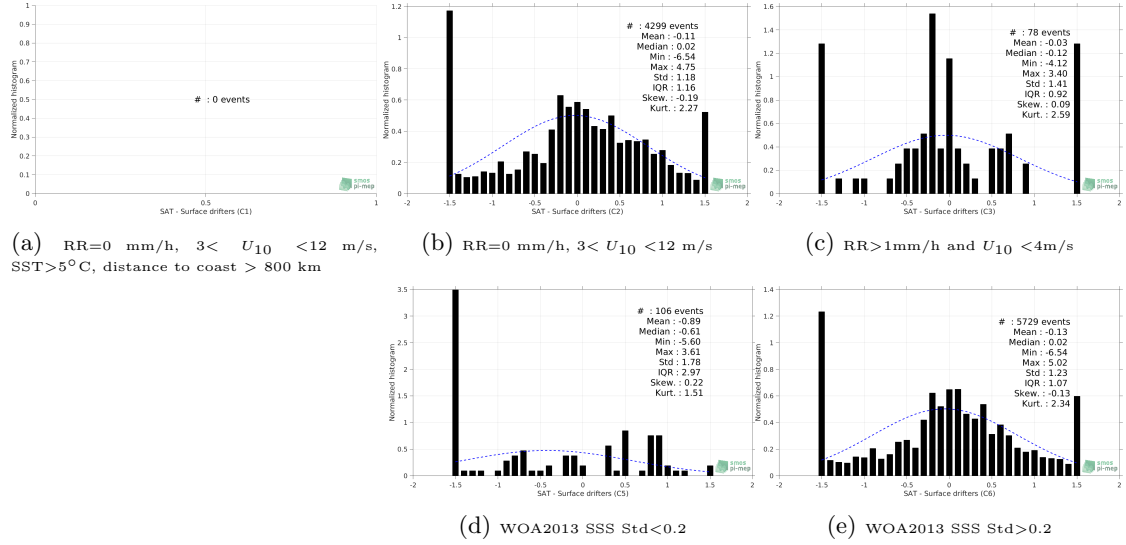 1
0.9
0.8
0.7
0.6
0.5
0.4
0.3
0.2
0.1
0
Normalized histogram
# : 0 events
smos
pi-mep
0 0.5 1
SAT - Surface drifters (C1)
(a) RR=0 mm/h, 3< U10 <12 m/s,
SST>5°C, distance to coast > 800 km
1.2
1
0.8
0.6
0.4
0.2
0
Normalized histogram
# : 4299 events
Mean : -0.11
Median : 0.02
Min : -6.54
Max : 4.75
Std : 1.18
IQR : 1.16
Skew. : -0.19
Kurt. : 2.27
smos
pi-mep
-2 -1.5 -1 -0.5 0 0.5 1 1.5 2
SAT - Surface drifters (C2)
(b) RR=0 mm/h, 3< U10 <12 m/s
1.6
1.4
1.2
1
0.8
0.6
0.4
0.2
0
Normalized histogram
# : 78 events
Mean : -0.03
Median : -0.12
Min : -4.12
Max : 3.40
Std : 1.41
IQR : 0.92
Skew. : 0.09
Kurt. : 2.59
smos
pi-mep
-2 -1.5 -1 -0.5 0 0.5 1 1.5 2
SAT - Surface drifters (C3)
(c) RR>1mm/h and U10 <4m/s
3.5
3
2.5
2
1.5
1
0.5
0
Normalized histogram
# : 106 events
Mean : -0.89
Median : -0.61
Min : -5.60
Max : 3.61
Std : 1.78
IQR : 2.97
Skew. : 0.22
Kurt. : 1.51
smos
pi-mep
-2 -1.5 -1 -0.5 0 0.5 1 1.5 2
SAT - Surface drifters (C5)
(d) WOA2013 SSS Std<0.2
1.4
1.2
1
0.8
0.6
0.4
0.2
0
Normalized histogram
# : 5729 events
Mean : -0.13
Median : 0.02
Min : -6.54
Max : 5.02
Std : 1.23
IQR : 1.07
Skew. : -0.13
Kurt. : 2.34
smos
pi-mep
-2 -1.5 -1 -0.5 0 0.5 1 1.5 2
SAT - Surface drifters (C6)
(e) WOA2013 SSS Std>0.2